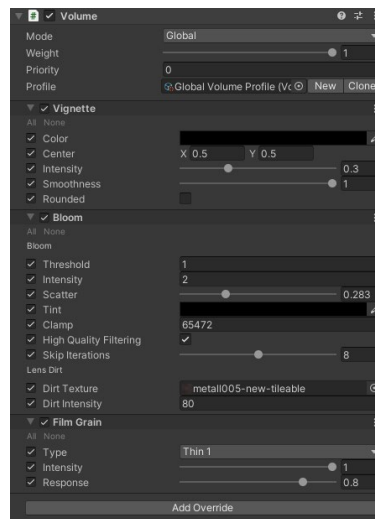 Volume
Mode Global
Weight 1
Priority 0
Profile Global Volume Profile (Vo New Clone
Vignette
All None
Color
Center X 0.5 Y 0.5
Intensity 0.3
Smoothness 1
Rounded
Bloom
All None
Bloom
Threshold 1
Intensity 2
Scatter 0.283
Tint
Clamp 65472
High Quality Filtering
Skip Iterations 8
Lens Dirt
Dirt Texture metall005-new-tileable
Dirt Intensity 80
Film Grain
All None
Type Thin 1
Intensity 1
Response 0.8
Add Override